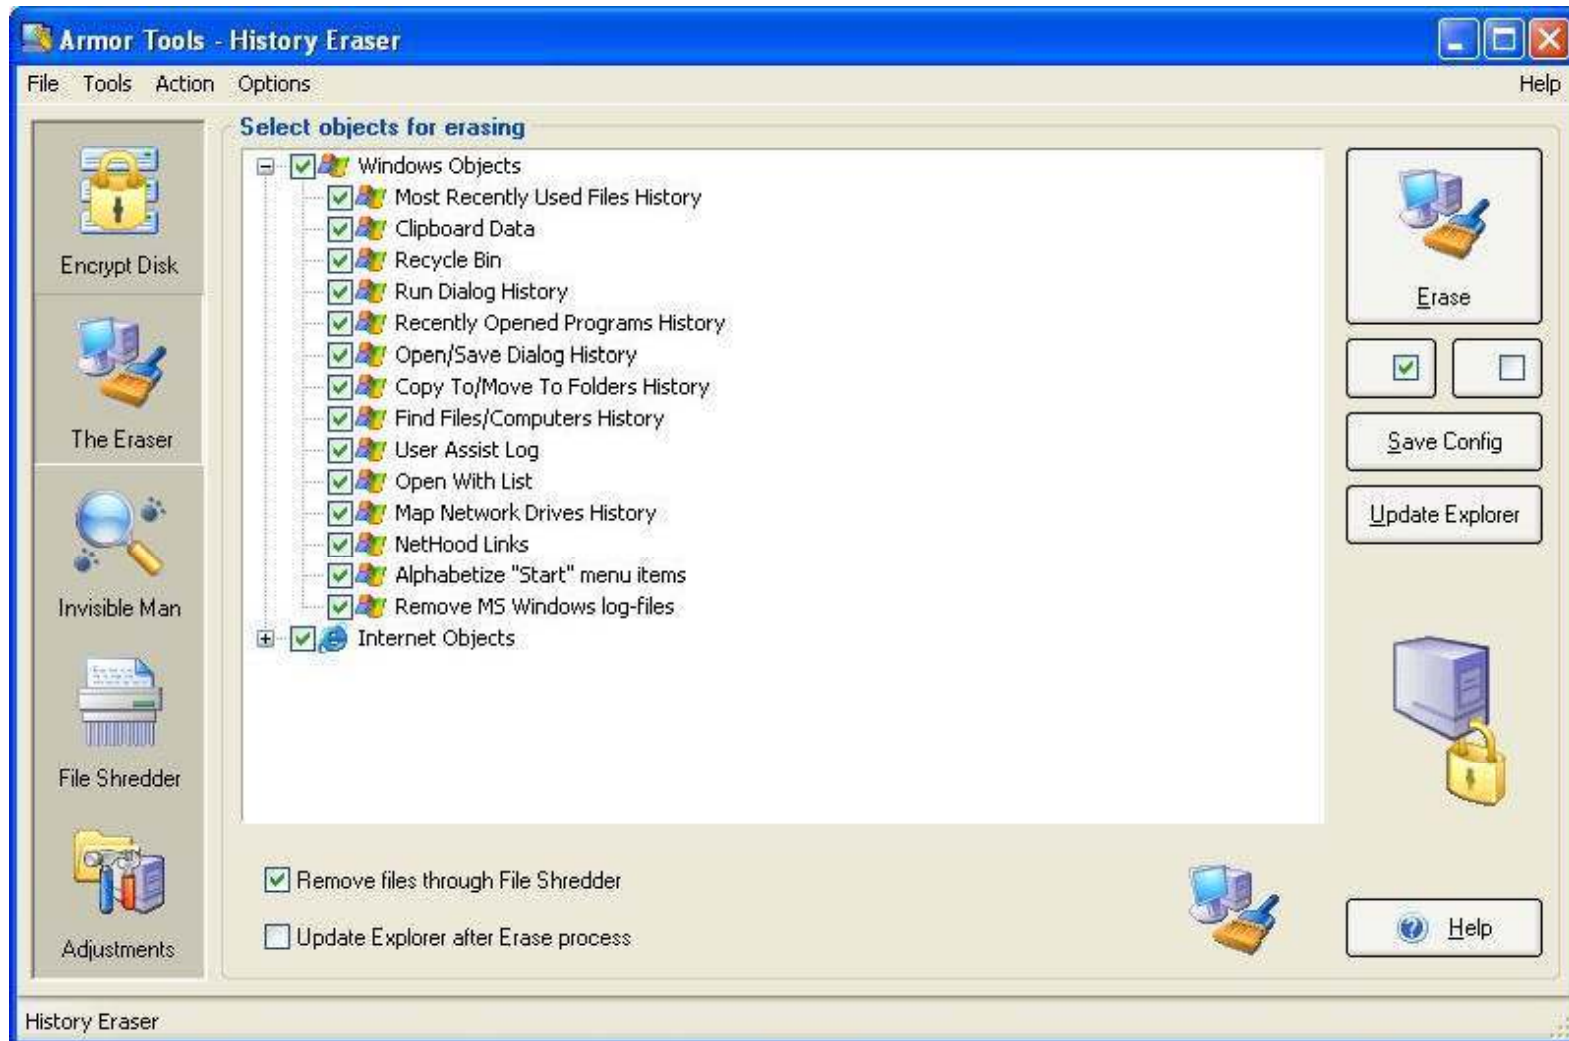 Armor Tools - History Eraser
File Tools Action Options Help
Select objects for erasing
Encrypt Disk
The Eraser
Invisible Man
File Shredder
Adjustments
Windows Objects
Most Recently Used Files History
Clipboard Data
Recycle Bin
Run Dialog History
Recently Opened Programs History
Open/Save Dialog History
Copy To/Move To Folders History
Find Files/Computers History
User Assist Log
Open With List
Map Network Drives History
NetHood Links
Alphabetize "Start" menu items
Remove MS Windows log-files
Internet Objects
Remove files through File Shredder
Update Explorer after Erase process
Erase
Save Config
Update Explorer
Help
History Eraser